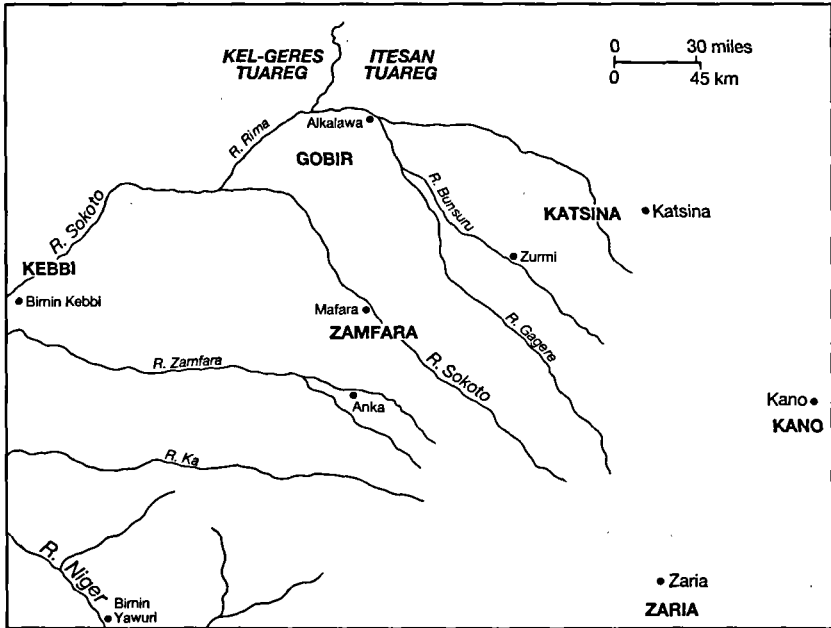 KEL-GERES
TUAREG
ITESAN
TUAREG
0 30 miles
0 45 km
Alkalawa
R. Rima
GOBIR
R. Bunsuru
KATSINA
Katsina
R. Sokoto
KEBBI
Zurmi
Birnin Kebbi
Mafara
ZAMFARA
R. Gagere
R. Zamfara
R. Sokoto
Anka
Kano
KANO
R. Ka
R. Niger
Birnin
Yawuri
Zaria
ZARIA